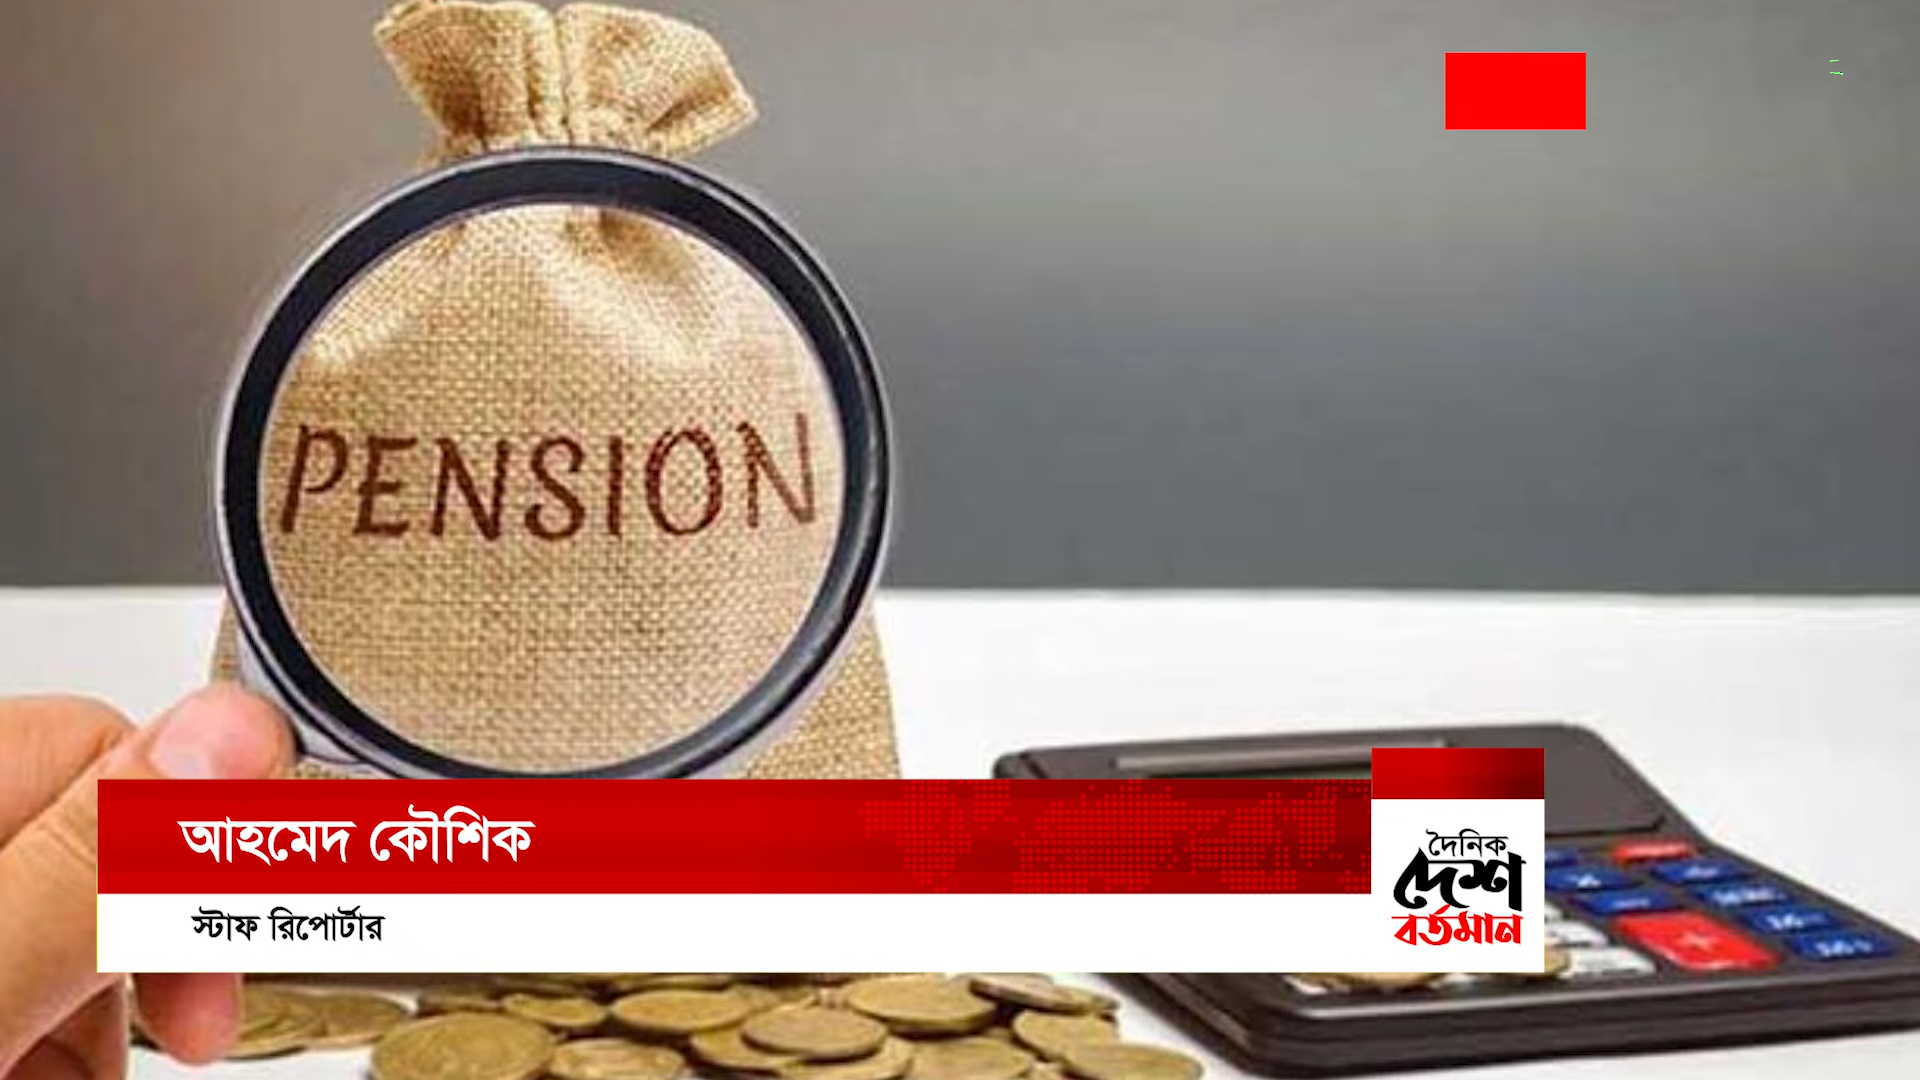 PENSION
আহমেদ কৌশিক
স্টাফ রিপোর্টার
দৈনিক
দেশ
বর্তমান